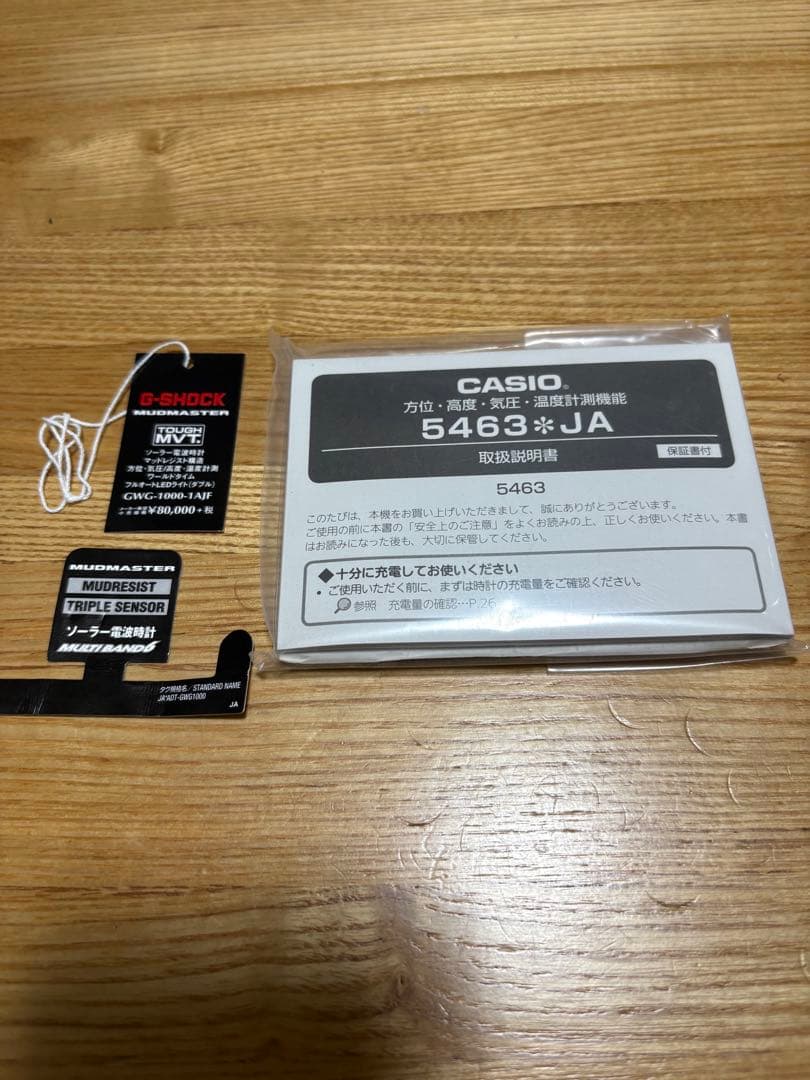 G-SHOCK
MUDMASTER
TOUGH
MVT.
ソーラー電波時計
マッドレジスト構造
方位・気圧/高度・温度計測
ワールドタイム
フルオートLEDライト(ダブル)
GWG-1000-1AJF
¥80,000+税
MUDMASTER
MUDRESIST
TRIPLE SENSOR
ソーラー電波時計
MULTI BAND 6
タグ規格名/STANDARD NAME
JA*ADT-GWG1000
JA
CASIO®
方位・高度・気圧・温度計測機能
5463*JA
取扱説明書
保証書付
5463
このたびは、本機をお買い上げいただきまして、誠にありがとうございます。
ご使用の前に本書の「安全上のご注意」をよくお読みの上、正しくお使いください。本書
はお読みになった後も、大切に保管してください。
◆十分に充電してお使いください
• ご使用いただく前に、まずは時計の充電量をご確認ください。
参照 充電量の確認…P.26